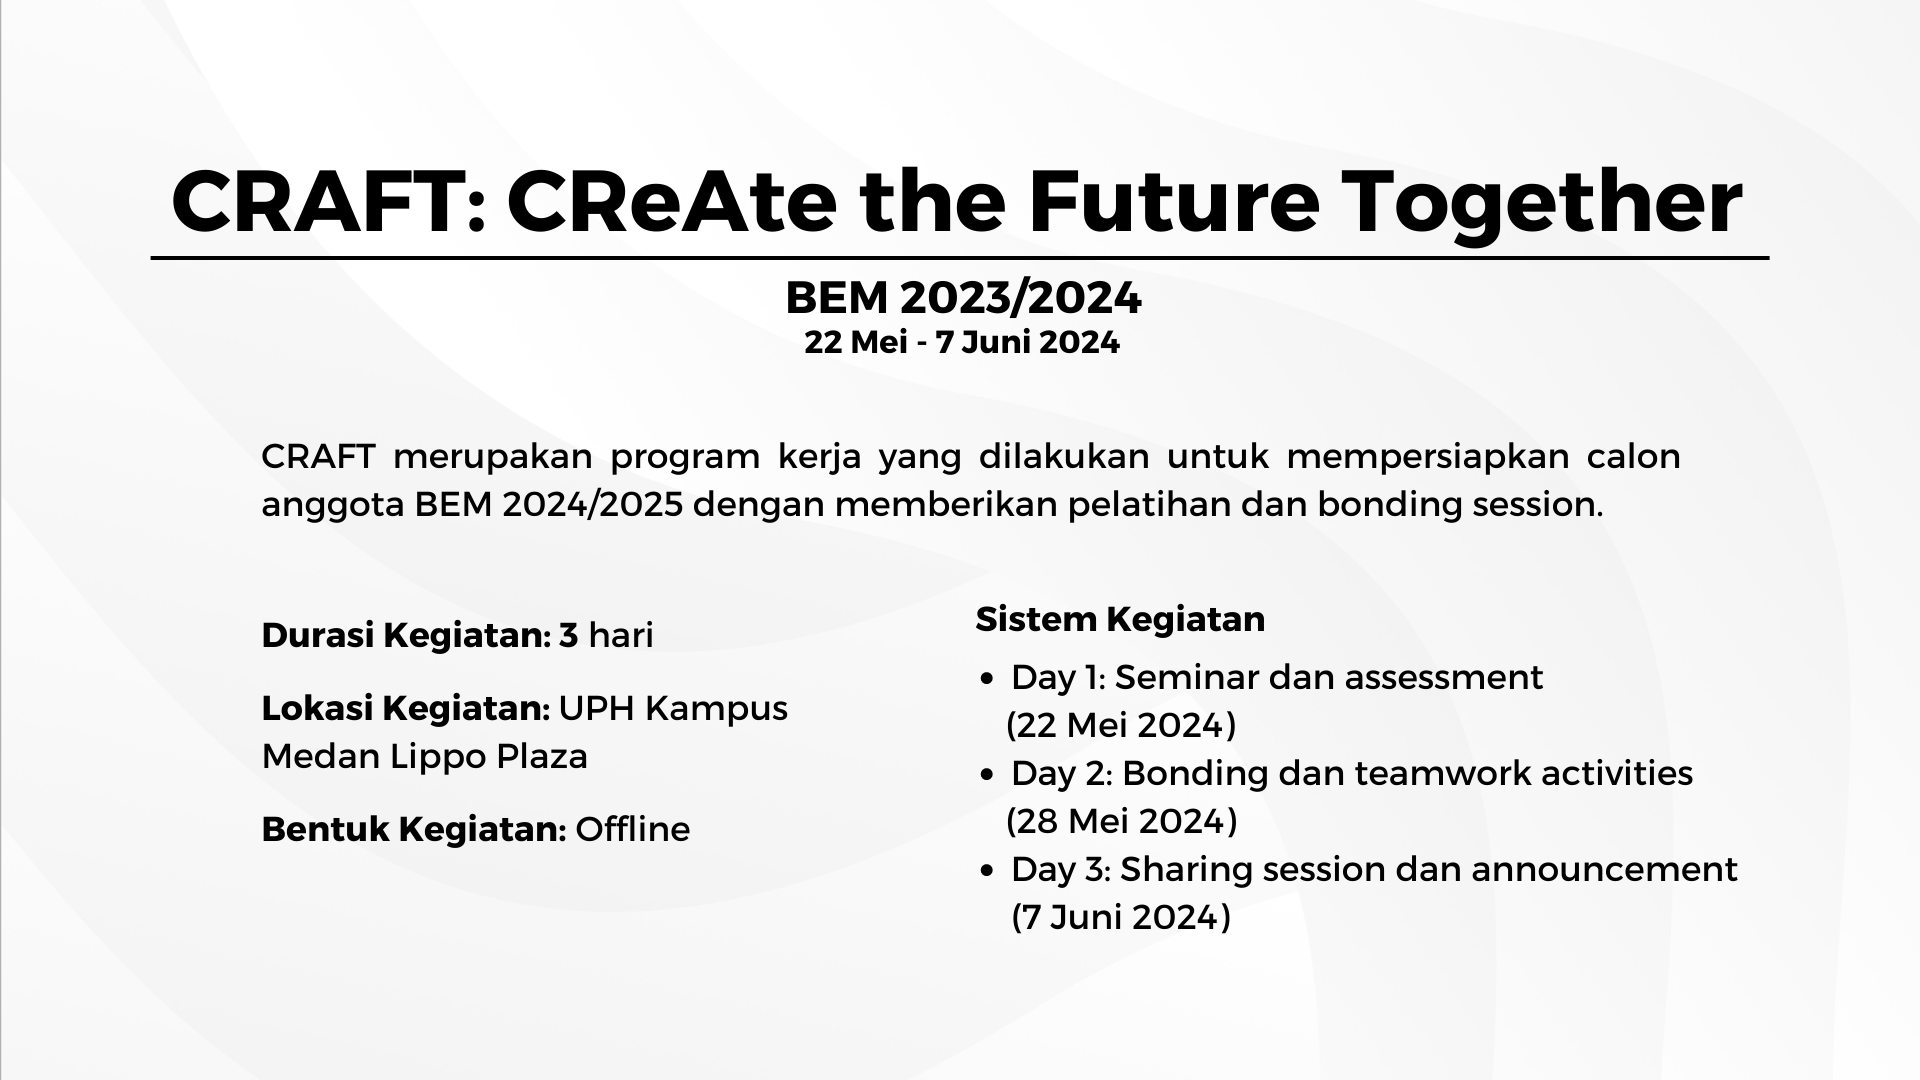 CRAFT: CReAte the Future Together
BEM 2023/2024
22 Mei - 7 Juni 2024
CRAFT merupakan program kerja yang dilakukan untuk mempersiapkan calon
anggota BEM 2024/2025 dengan memberikan pelatihan dan bonding session.
Durasi Kegiatan: 3 hari
Lokasi Kegiatan: UPH Kampus
Medan Lippo Plaza
Bentuk Kegiatan: Offline
Sistem Kegiatan
• Day 1: Seminar dan assessment
(22 Mei 2024)
• Day 2: Bonding dan teamwork activities
(28 Mei 2024)
• Day 3: Sharing session dan announcement
(7 Juni 2024)